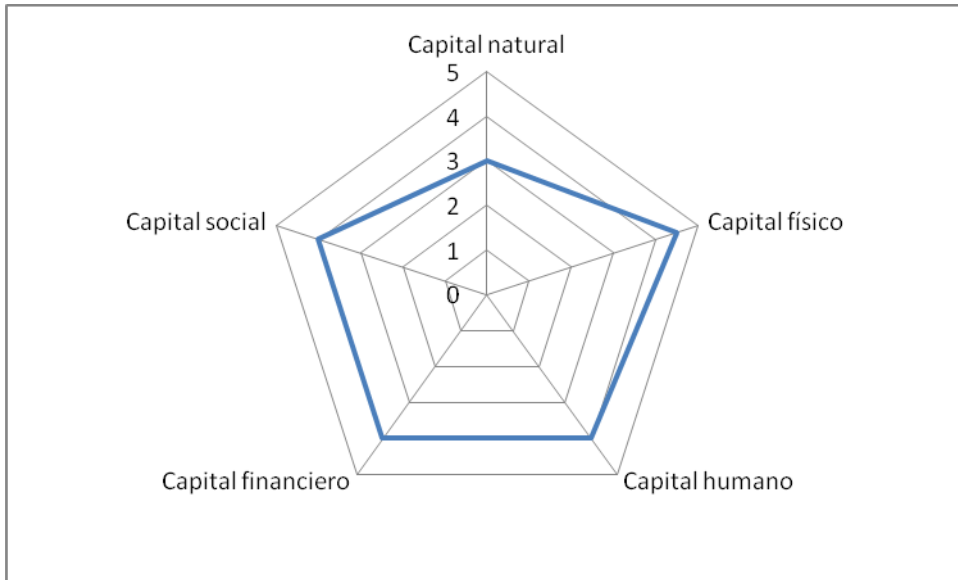 Capital natural
5
4
3
2
1
0
Capital social
Capital físico
Capital financiero
Capital humano